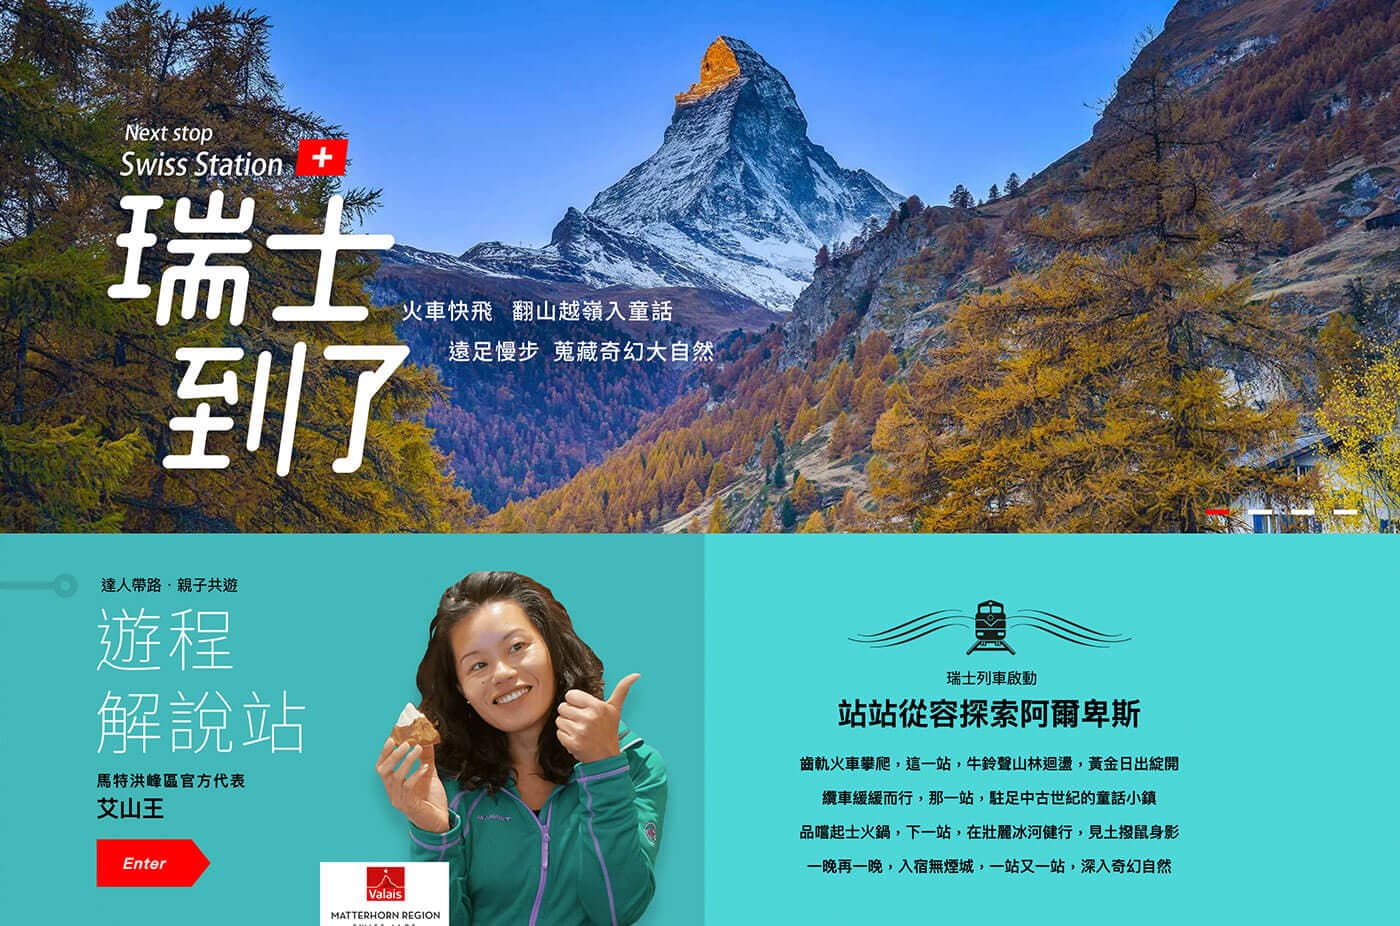 Next stop
Swiss Station
瑞士
到了
火車快飛 翻山越嶺入童話
遠足慢步 蒐藏奇幻大自然
達人帶路・親子共遊
遊程
解說站
馬特洪峰區官方代表
艾山王
Enter
MAMMUT
Valais
MATTERHORN REGION
SWISS ALPS
瑞士列車啟動
站站從容探索阿爾卑斯
齒軌火車攀爬，這一站，牛鈴聲山林迴盪，黃金日出綻開
纜車緩緩而行，那一站，駐足中古世紀的童話小鎮
品嚐起士火鍋，下一站，在壯麗冰河健行，見土撥鼠身影
一晚再一晚，入宿無煙城，一站又一站，深入奇幻自然